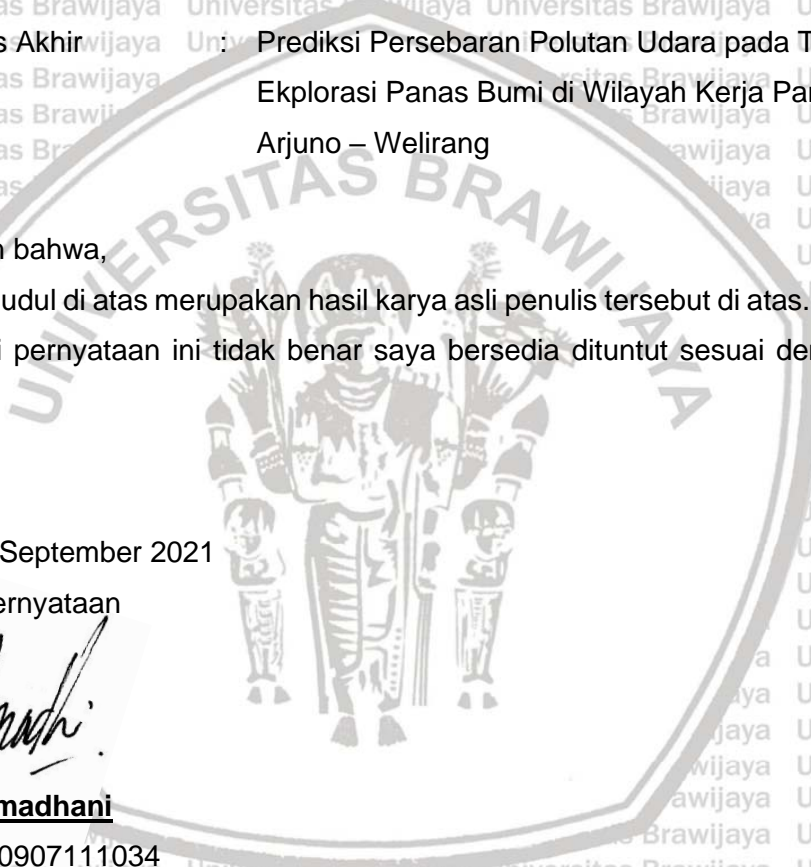 s Akhir : Prediksi Persebaran Polutan Udara pada T
Ekplorasi Panas Bumi di Wilayah Kerja Pa
Arjuno – Welirang
UNIVERSITAS BRAWIJAYA
bahwa,
udul di atas merupakan hasil karya asli penulis tersebut di atas.
i pernyataan ini tidak benar saya bersedia dituntut sesuai de
September 2021
ernyataan
madhani
0907111034